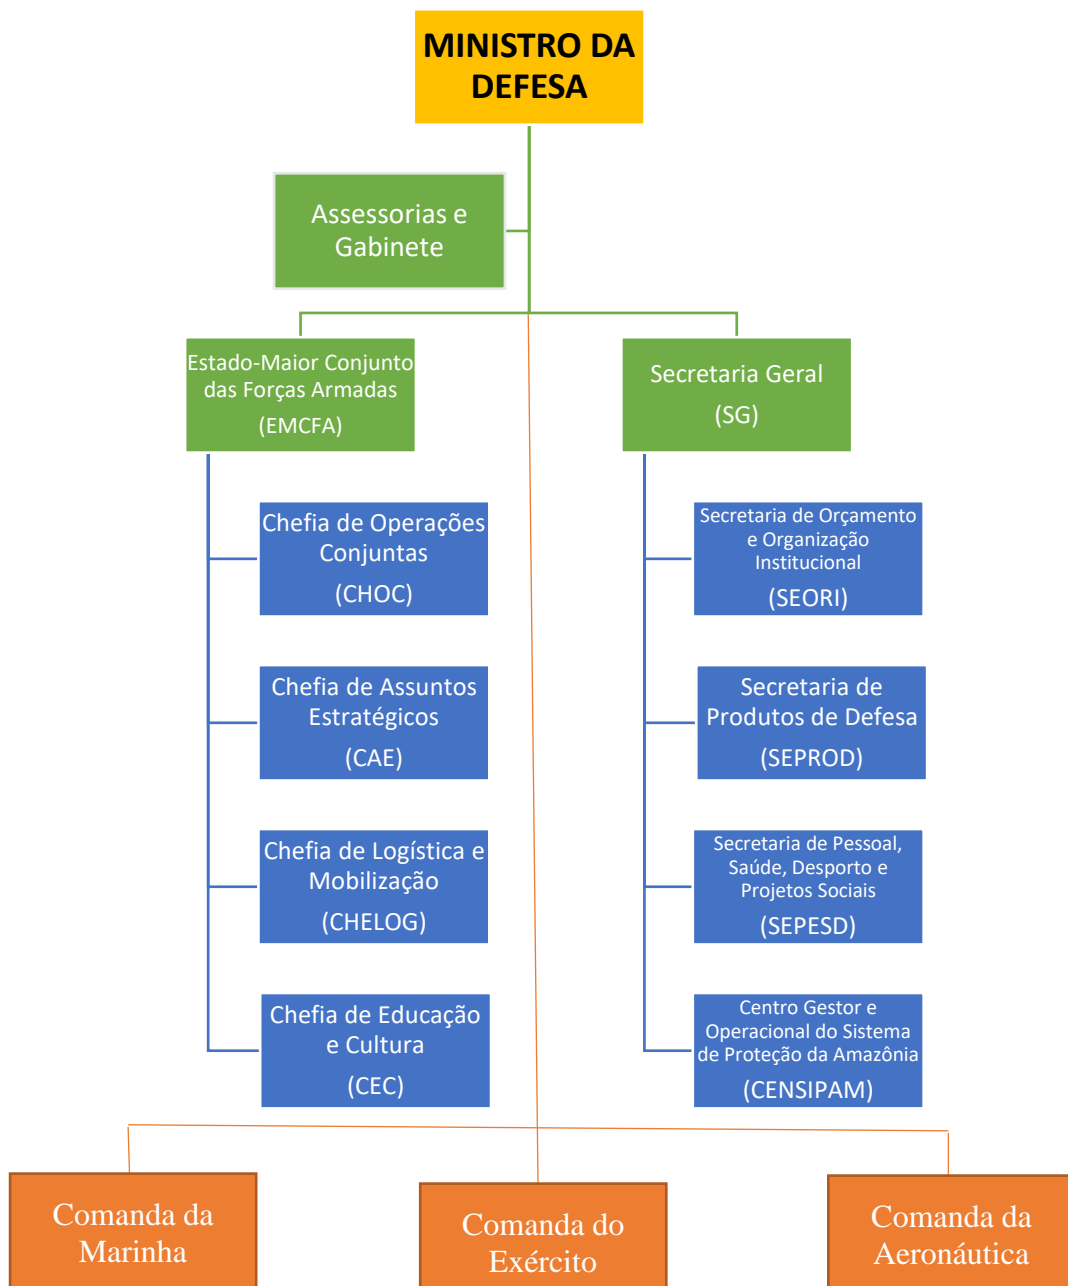 MINISTRO DA
DEFESA
Assessorias e
Gabinete
Estado-Maior Conjunto
das Forças Armadas
(EMCFA)
Secretaria Geral
(SG)
Chefia de Operações
Conjuntas
(CHOC)
Secretaria de Orçamento
e Organização
Institucional
(SEORI)
Chefia de Assuntos
Estratégicos
(CAE)
Secretaria de
Produtos de Defesa
(SEPROD)
Chefia de Logística e
Mobilização
(CHELOG)
Secretaria de Pessoal,
Saúde, Desporto e
Projetos Sociais
(SEPESD)
Chefia de Educação
e Cultura
(CEC)
Centro Gestor e
Operacional do Sistema
de Proteção da Amazônia
(CENSIPAM)
Comanda da
Marinha
Comanda do
Exército
Comanda da
Aeronáutica